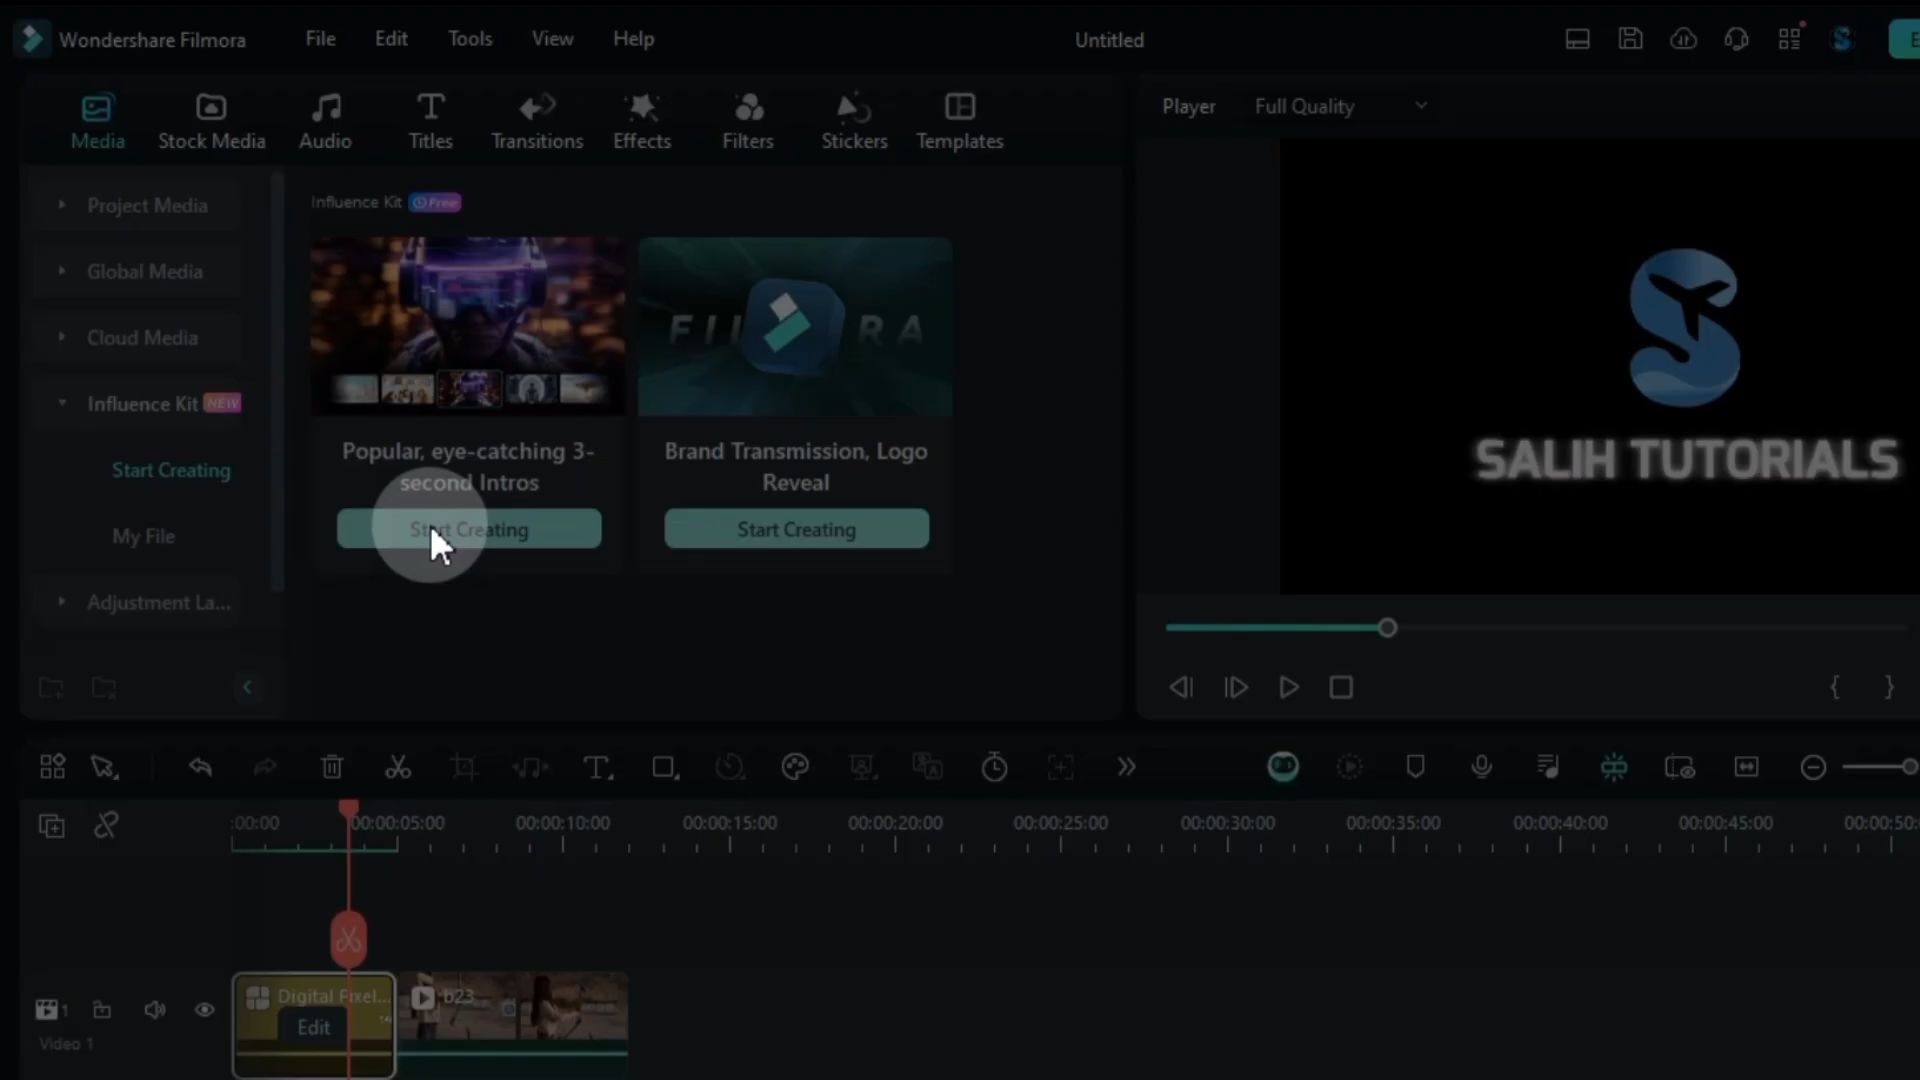 Wondershare Filmora
File
Edit
Tools
View
Help
Untitled
Media
Stock Media
Audio
Titles
Transitions
Effects
Filters
Stickers
Templates
Player
Full Quality
Project Media
Global Media
Cloud Media
Influence Kit NEW
Start Creating
My File
Adjustment La...
Influence Kit Free
FIL RA
Popular, eye-catching 3-
second Intros
Start Creating
Brand Transmission, Logo
Reveal
Start Creating
SALIH TUTORIALS
:00:00
00:00:05:00
00:00:10:00
00:00:15:00
00:00:20:00
00:00:25:00
00:00:30:00
00:00:35:00
00:00:40:00
00:00:45:00
00:00:50:
1
Video 1
Digital Pixel...
Edit
b23